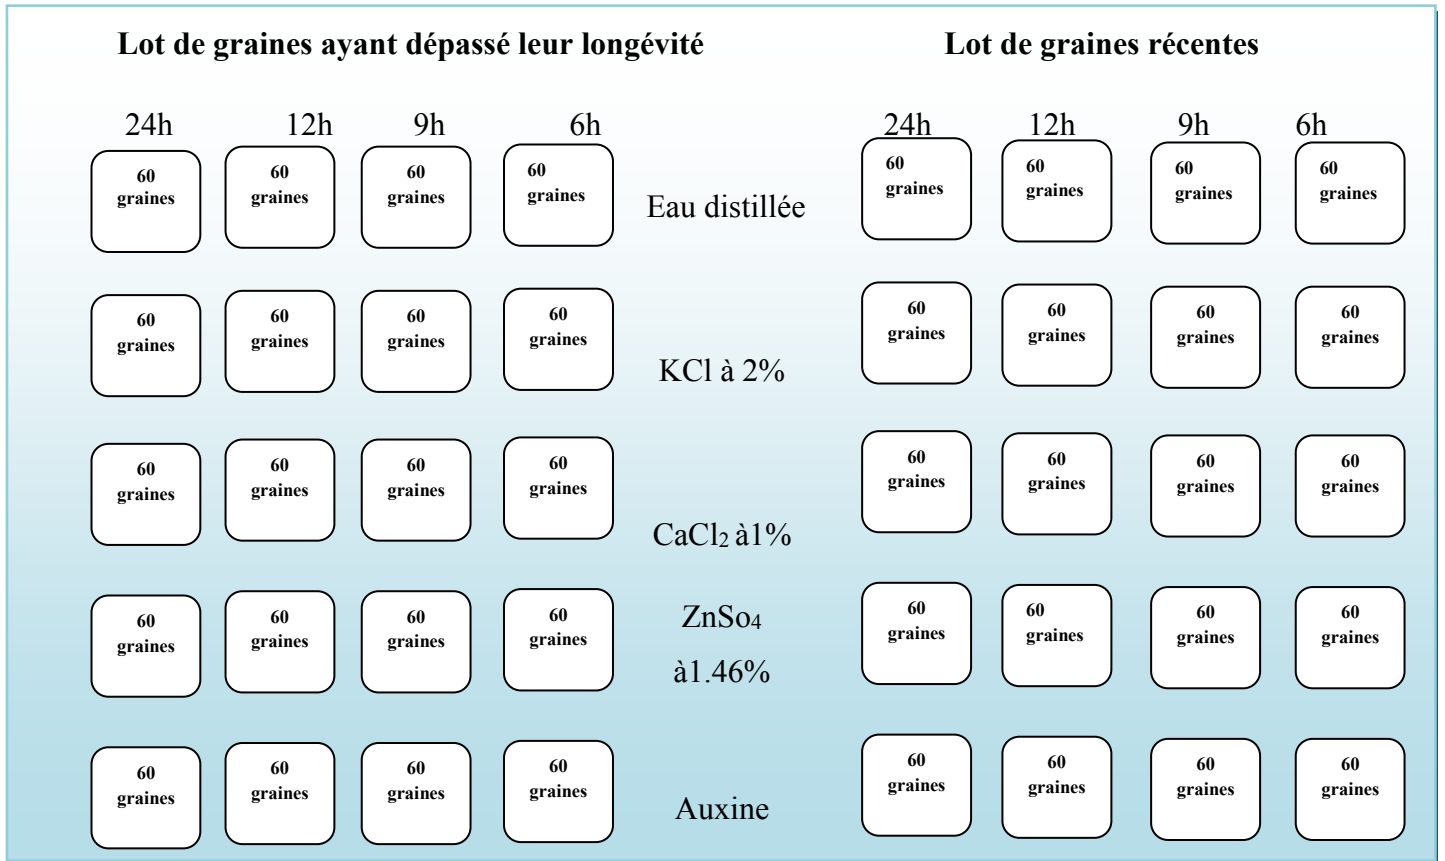 Lot de graines ayant dépassé leur longévité Lot de graines récentes
24h 12h 9h 6h 24h 12h 9h 6h
60 60 60 60 60 60 60 60
graines graines graines graines graines graines graines graines
Eau distillée
60 60 60 60 60 60 60 60
graines graines graines graines graines graines graines graines
KCl à 2%
60 60 60 60 60 60 60 60
graines graines graines graines graines graines graines graines
CaCl₂ à1%
60 60 60 60 60 60 60 60
graines graines graines graines graines graines graines graines
ZnSo₄
à1.46%
60 60 60 60 60 60 60 60
graines graines graines graines graines graines graines graines
Auxine